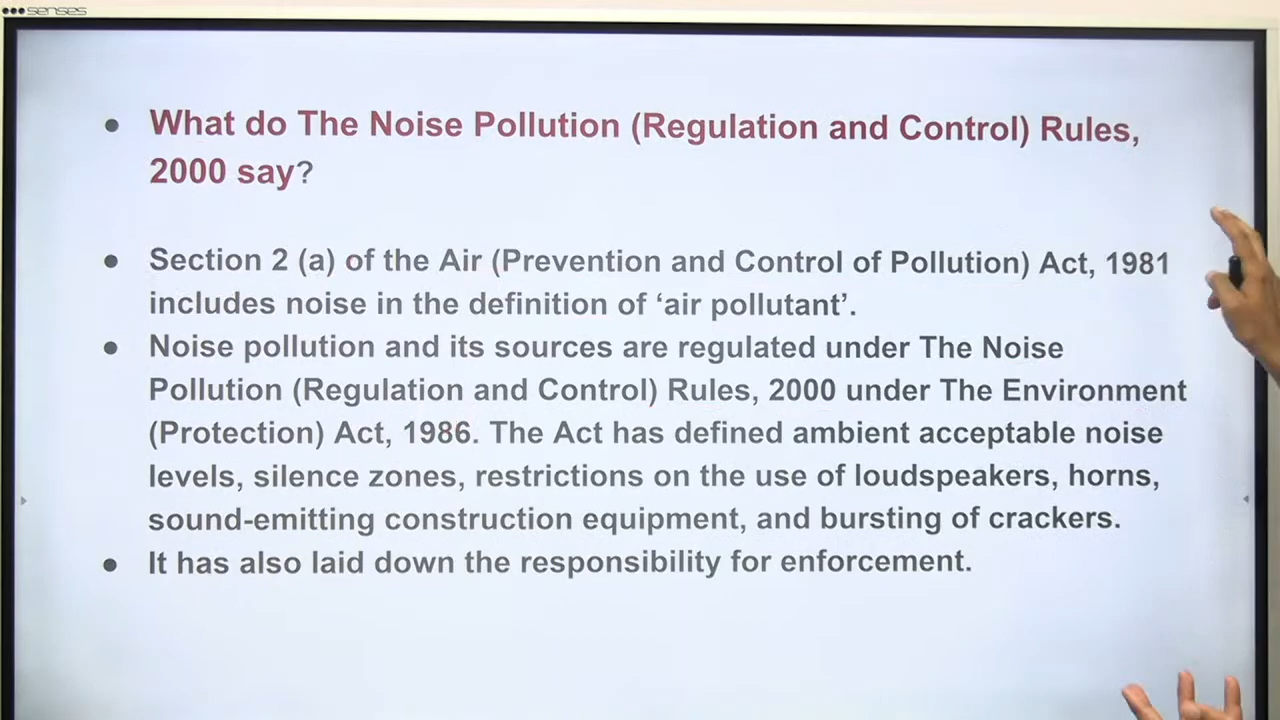 senses
• What do The Noise Pollution (Regulation and Control) Rules,
2000 say?
• Section 2 (a) of the Air (Prevention and Control of Pollution) Act, 1981
includes noise in the definition of ‘air pollutant’.
• Noise pollution and its sources are regulated under The Noise
Pollution (Regulation and Control) Rules, 2000 under The Environment
(Protection) Act, 1986. The Act has defined ambient acceptable noise
levels, silence zones, restrictions on the use of loudspeakers, horns,
sound-emitting construction equipment, and bursting of crackers.
• It has also laid down the responsibility for enforcement.